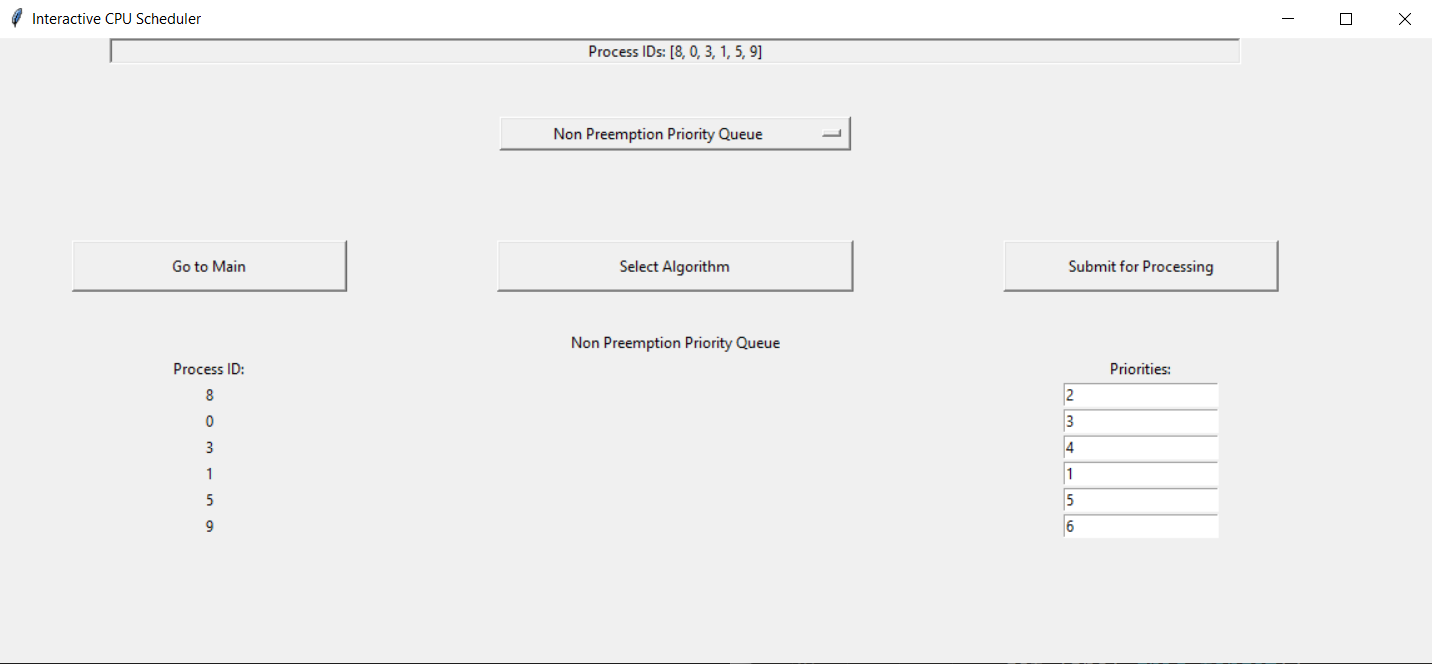 Interactive CPU Scheduler
Process IDs: [8, 0, 3, 1, 5, 9]
Non Preemption Priority Queue
Go to Main
Select Algorithm
Submit for Processing
Non Preemption Priority Queue
Process ID:
Priorities:
8
2
0
3
3
4
1
1
5
5
9
6